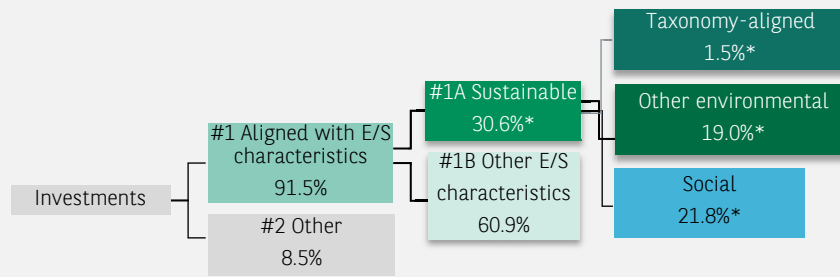 Investments
#1 Aligned with E/S
characteristics
91.5%
#2 Other
8.5%
#1A Sustainable
30.6%*
#1B Other E/S
characteristics
60.9%
Taxonomy-aligned
1.5%*
Other environmental
19.0%*
Social
21.8%*